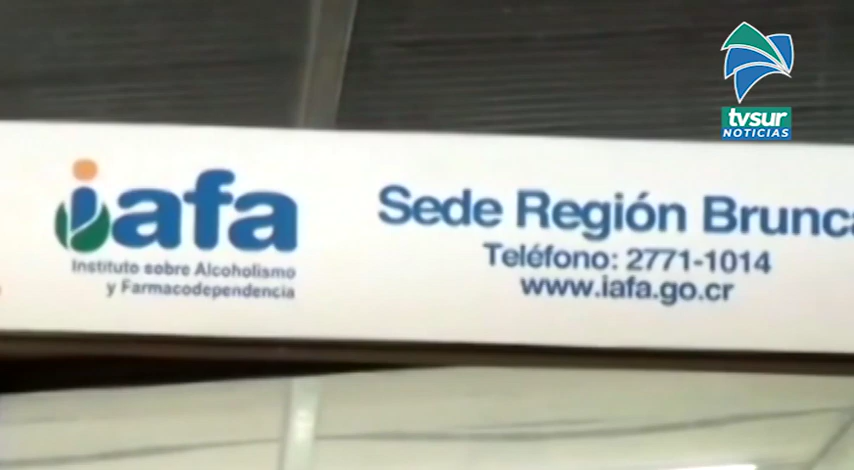 tvsur
NOTICIAS
iafa
Instituto sobre Alcoholismo
y Farmacodependencia
Sede Región Brunca
Teléfono: 2771-1014
www.iafa.go.cr